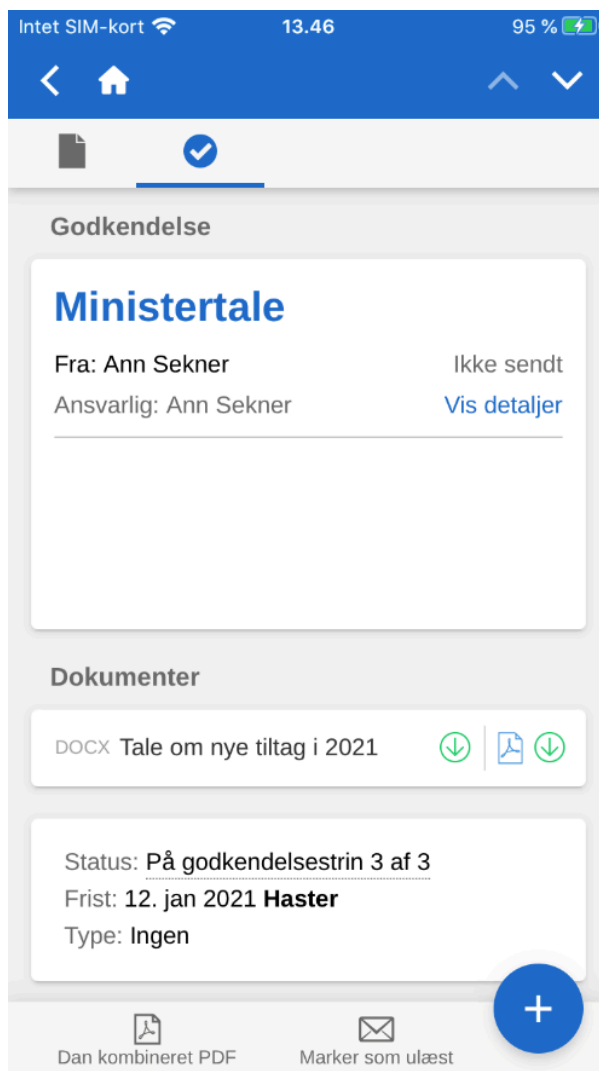 Intet SIM-kort 13.46 95 %
Godkendelse
Ministertale
Fra: Ann Sekner Ikke sendt
Ansvarlig: Ann Sekner Vis detaljer
Dokumenter
DOCX Tale om nye tiltag i 2021
Status: På godkendelsestrin 3 af 3
Frist: 12. jan 2021 Haster
Type: Ingen
Dan kombineret PDF Marker som ulæst